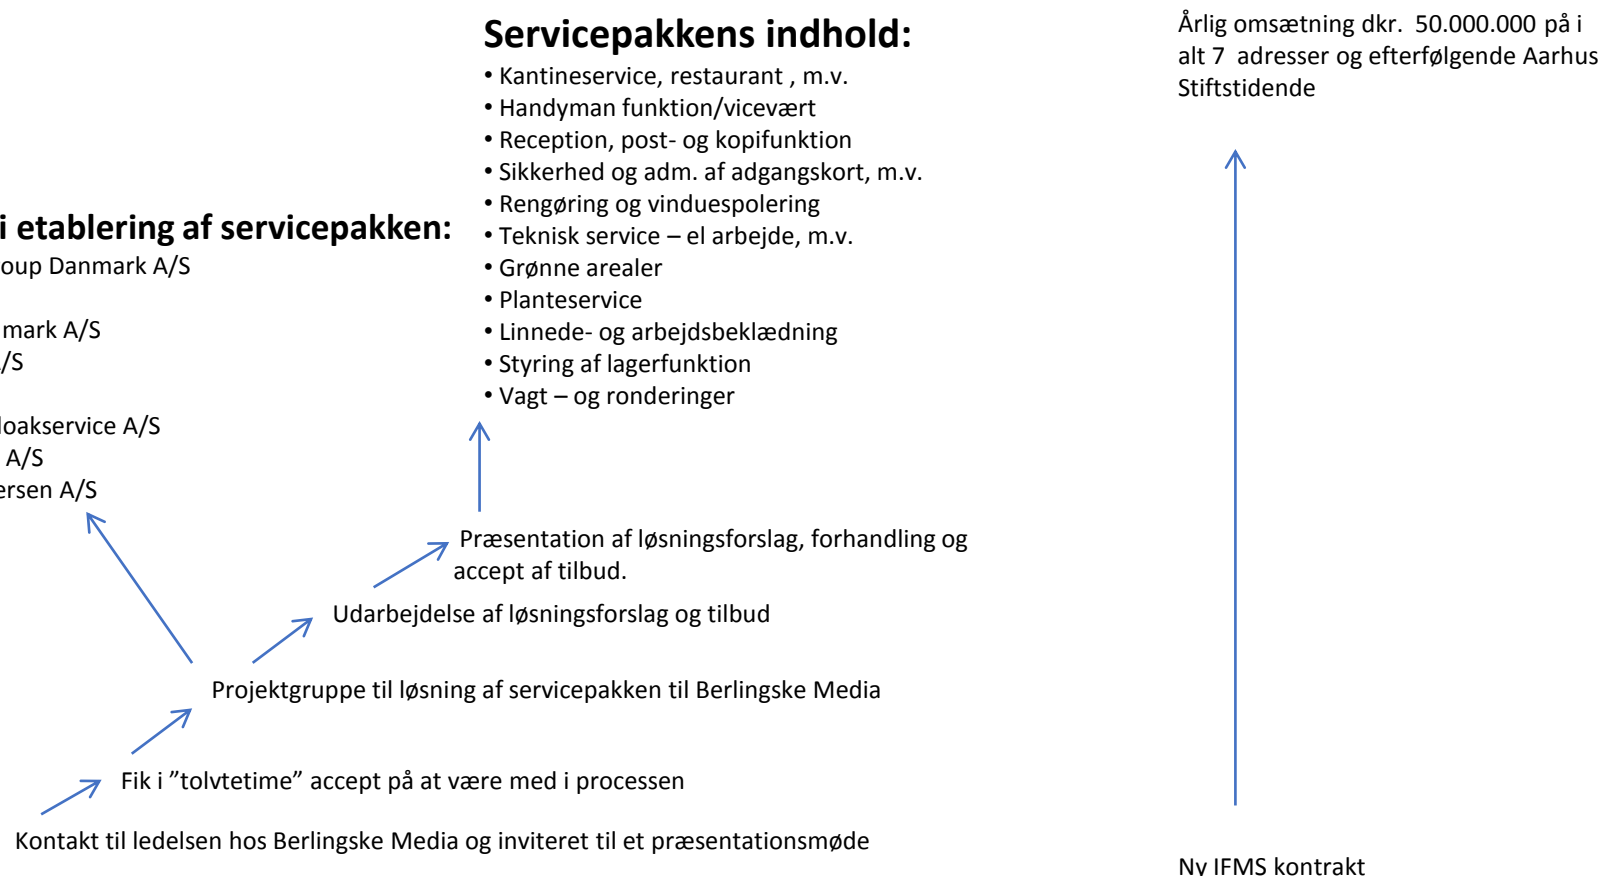 Servicepakkens indhold:
• Kantineservice, restaurant , m.v.
• Handyman funktion/vicevært
• Reception, post- og kopifunktion
• Sikkerhed og adm. af adgangskort, m.v.
• Rengøring og vinduespolering
• Teknisk service – el arbejde, m.v.
• Grønne arealer
• Planteservice
• Linnede- og arbejdsbeklædning
• Styring af lagerfunktion
• Vagt – og ronderinger
Årlig omsætning dkr. 50.000.000 på i
alt 7 adresser og efterfølgende Aarhus
Stiftstidende
i etablering af servicepakken:
oup Danmark A/S
mark A/S
/S
loakservice A/S
A/S
ersen A/S
Præsentation af løsningsforslag, forhandling og
accept af tilbud.
Udarbejdelse af løsningsforslag og tilbud
Projektgruppe til løsning af servicepakken til Berlingske Media
Fik i ”tolvtetime” accept på at være med i processen
Kontakt til ledelsen hos Berlingske Media og inviteret til et præsentationsmøde
Ny IFMS kontrakt